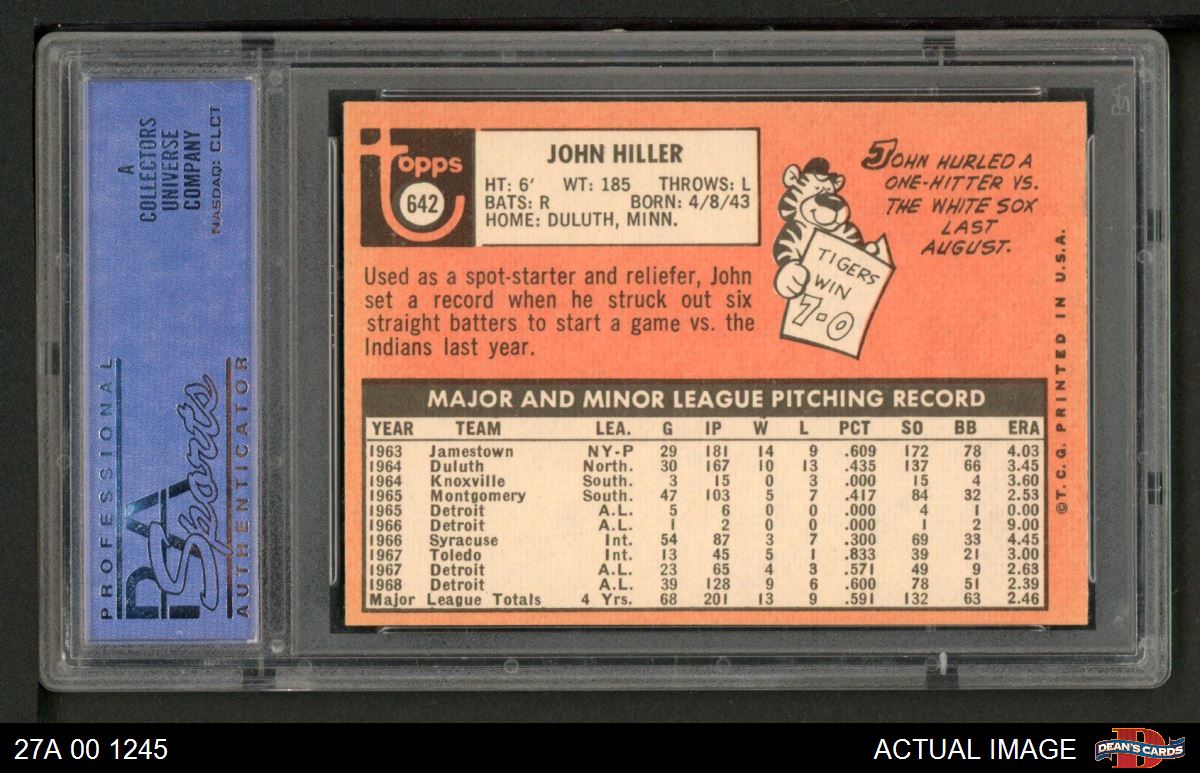 A
COLLECTORS
UNIVERSE
COMPANY
NASDAQ: CLCT
PROFESSIONAL
PSA
Sports
AUTHENTICATOR
topps
642
JOHN HILLER
HT: 6' WT: 185 THROWS: L
BATS: R BORN: 4/8/43
HOME: DULUTH, MINN.
JOHN HURLED A
ONE-HITTER VS.
THE WHITE SOX
LAST
AUGUST.
TIGERS
WIN
7-0
Used as a spot-starter and reliefer, John
set a record when he struck out six
straight batters to start a game vs. the
Indians last year.
MAJOR AND MINOR LEAGUE PITCHING RECORD
YEAR TEAM LEA. G IP W L PCT SO BB ERA
1963 Jamestown NY-P 29 181 14 9 .609 172 78 4.03
1964 Duluth North. 30 167 10 13 .435 137 66 3.45
1964 Knoxville South. 3 15 0 3 .000 15 4 3.60
1965 Montgomery South. 47 103 5 7 .417 84 32 2.53
1965 Detroit A.L. 5 6 0 0 .000 4 1 0.00
1966 Detroit A.L. 1 2 0 0 .000 1 2 9.00
1966 Syracuse Int. 54 87 3 7 .300 69 33 4.45
1967 Toledo Int. 13 45 5 1 .833 39 21 3.00
1967 Detroit A.L. 23 65 4 3 .571 49 9 2.63
1968 Detroit A.L. 39 128 9 6 .600 78 51 2.39
Major League Totals 4 Yrs. 68 201 13 9 .591 132 63 2.46
©T.C.G. PRINTED IN U.S.A.
27A 00 1245
ACTUAL IMAGE
DEAN'S CARDS